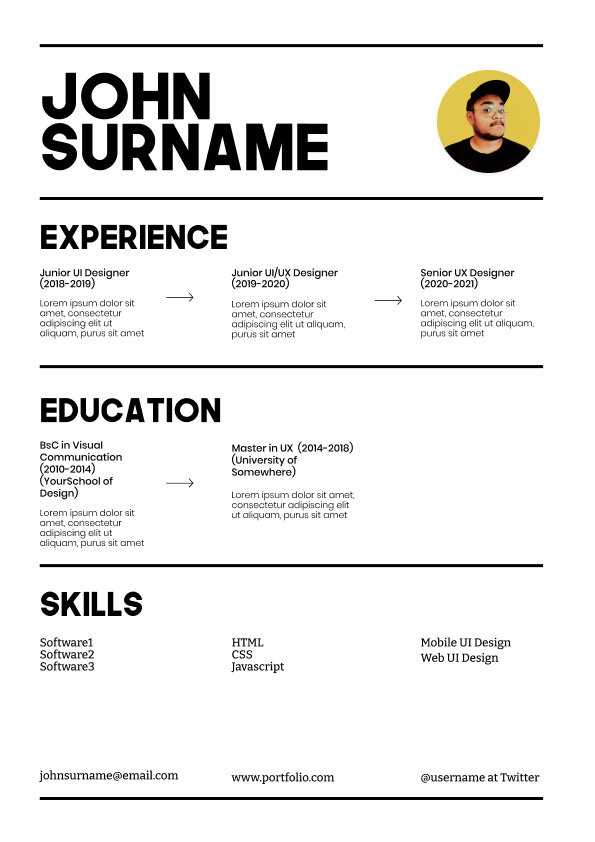 JOHN
SURNAME
EXPERIENCE
Junior UI Designer
(2018-2019)
Lorem ipsum dolor sit
amet, consectetur
adipiscing elit ut
aliquam, purus sit amet
Junior UI/UX Designer
(2019-2020)
Lorem ipsum dolor sit
amet, consectetur
adipiscing elit ut aliquam,
purus sit amet
Senior UX Designer
(2020-2021)
Lorem ipsum dolor sit
amet, consectetur
adipiscing elit ut aliquam,
purus sit amet
EDUCATION
BsC in Visual
Communication
(2010-2014)
(YourSchool of
Design)
Lorem ipsum dolor sit
amet, consectetur
adipiscing elit ut
aliquam, purus sit amet
Master in UX (2014-2018)
(University of
Somewhere)
Lorem ipsum dolor sit amet,
consectetur adipiscing elit
ut aliquam, purus sit amet
SKILLS
Software1
Software2
Software3
HTML
CSS
Javascript
Mobile UI Design
Web UI Design
johnsurname@email.com
www.portfolio.com
@username at Twitter